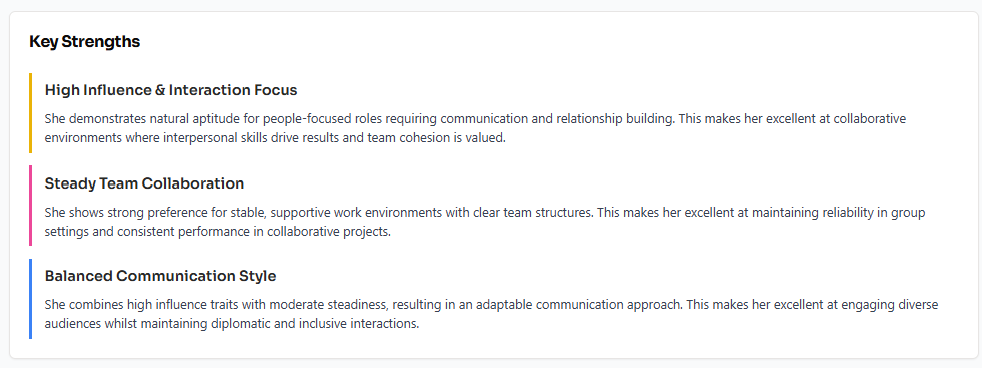 Key Strengths
High Influence & Interaction Focus
She demonstrates natural aptitude for people-focused roles requiring communication and relationship building. This makes her excellent at collaborative
environments where interpersonal skills drive results and team cohesion is valued.
Steady Team Collaboration
She shows strong preference for stable, supportive work environments with clear team structures. This makes her excellent at maintaining reliability in group
settings and consistent performance in collaborative projects.
Balanced Communication Style
She combines high influence traits with moderate steadiness, resulting in an adaptable communication approach. This makes her excellent at engaging diverse
audiences whilst maintaining diplomatic and inclusive interactions.